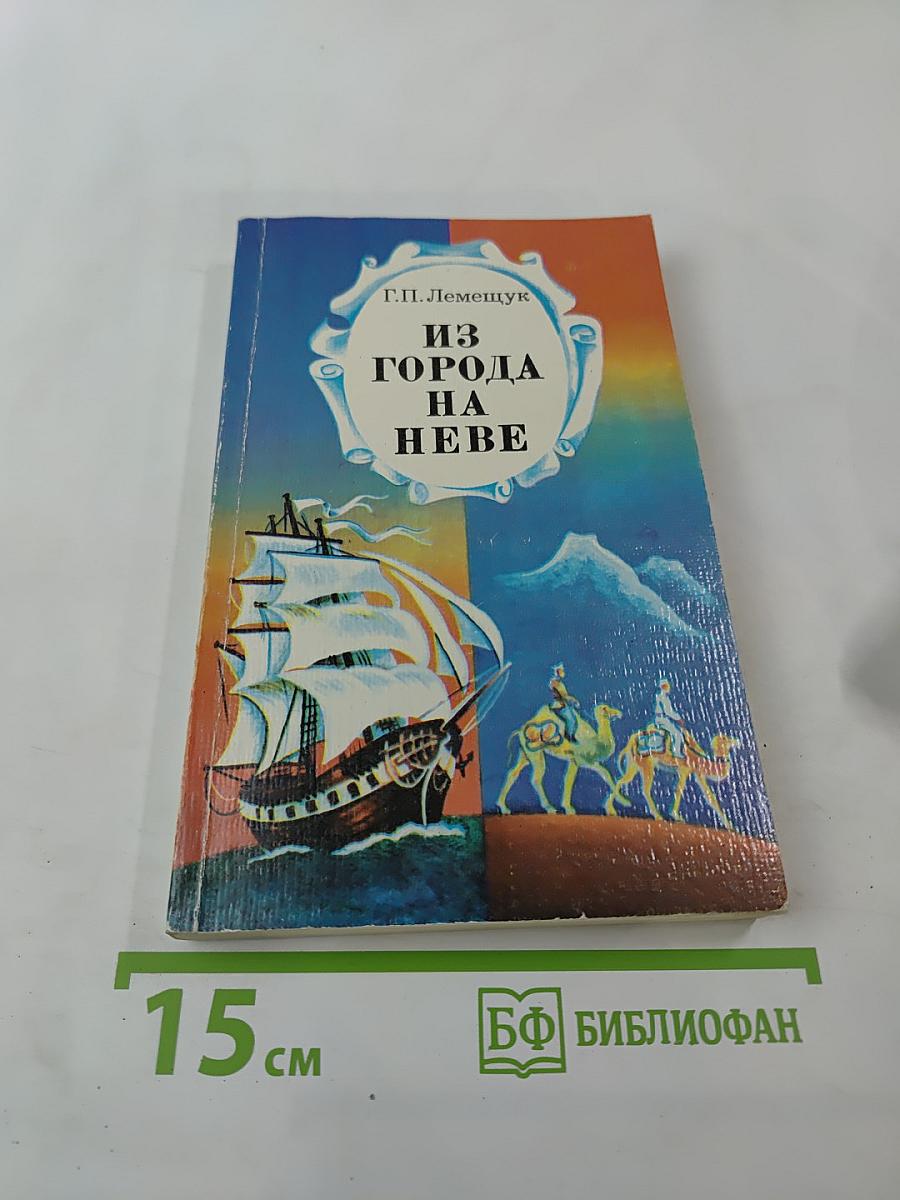 Г.П. Лемещук
ИЗ
ГОРОДА
НА
НЕВЕ
15 см
БФ БИБЛИОФАН